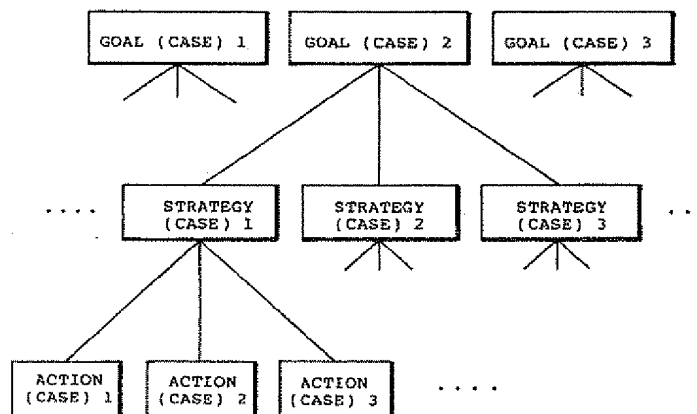 GOAL (CASE) 1
GOAL (CASE) 2
GOAL (CASE) 3
.... STRATEGY
(CASE) 1
STRATEGY
(CASE) 2
STRATEGY
(CASE) 3 ..
ACTION
(CASE) 1
ACTION
(CASE) 2
ACTION
(CASE) 3
....